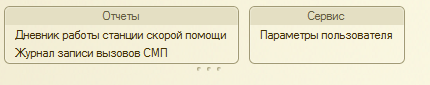 Отчеты
Дневник работы станции скорой помощи
Журнал записи вызовов СМП
Сервис
Параметры пользователя